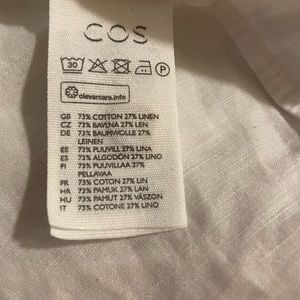 COS
30 P
clevercare.info
GB 73% COTTON 27% LINEN
CZ 73% BAVLNA 27% LEN
DE 73% BAUMWOLLE 27%
LEINEN
EE 73% PUUVILL 27% LINA
ES 73% ALGODÓN 27% LINO
FI 73% PUUVILLAA 27%
PELLAVAA
FR 73% COTON 27% LIN
HR 73% PAMUK 27% LAN
HU 73% PAMUT 27% VÁSZON
IT 73% COTONE 27% LINO